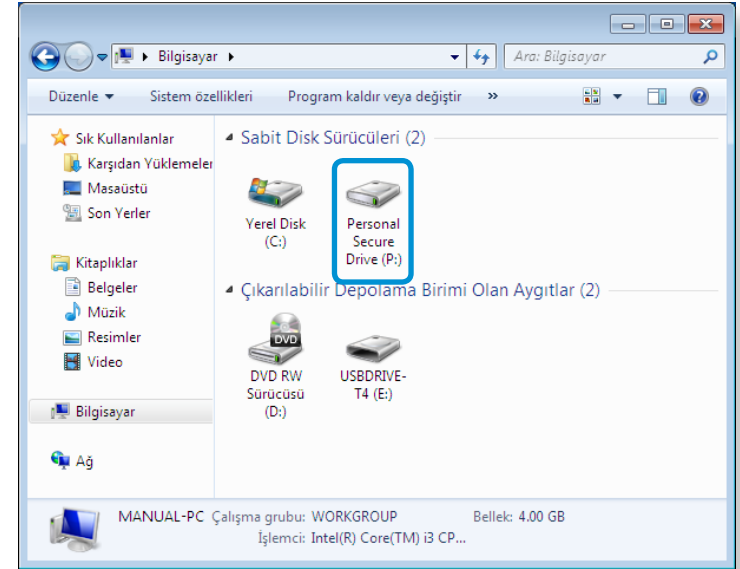 Bilgisayar
Ara: Bilgisayar
Düzenle
Sistem özellikleri
Program kaldır veya değiştir
»
Sık Kullanılanlar
Karşıdan Yüklemeler
Masaüstü
Son Yerler
Kitaplıklar
Belgeler
Müzik
Resimler
Video
Bilgisayar
Ağ
Sabit Disk Sürücüleri (2)
Yerel Disk
(C:)
Personal
Secure
Drive (P:)
Çıkarılabilir Depolama Birimi Olan Aygıtlar (2)
DVD
DVD RW
Sürücüsü
(D:)
USBDRIVE-
T4 (E:)
MANUAL-PC Çalışma grubu: WORKGROUP Bellek: 4.00 GB
İşlemci: Intel(R) Core(TM) i3 CP...